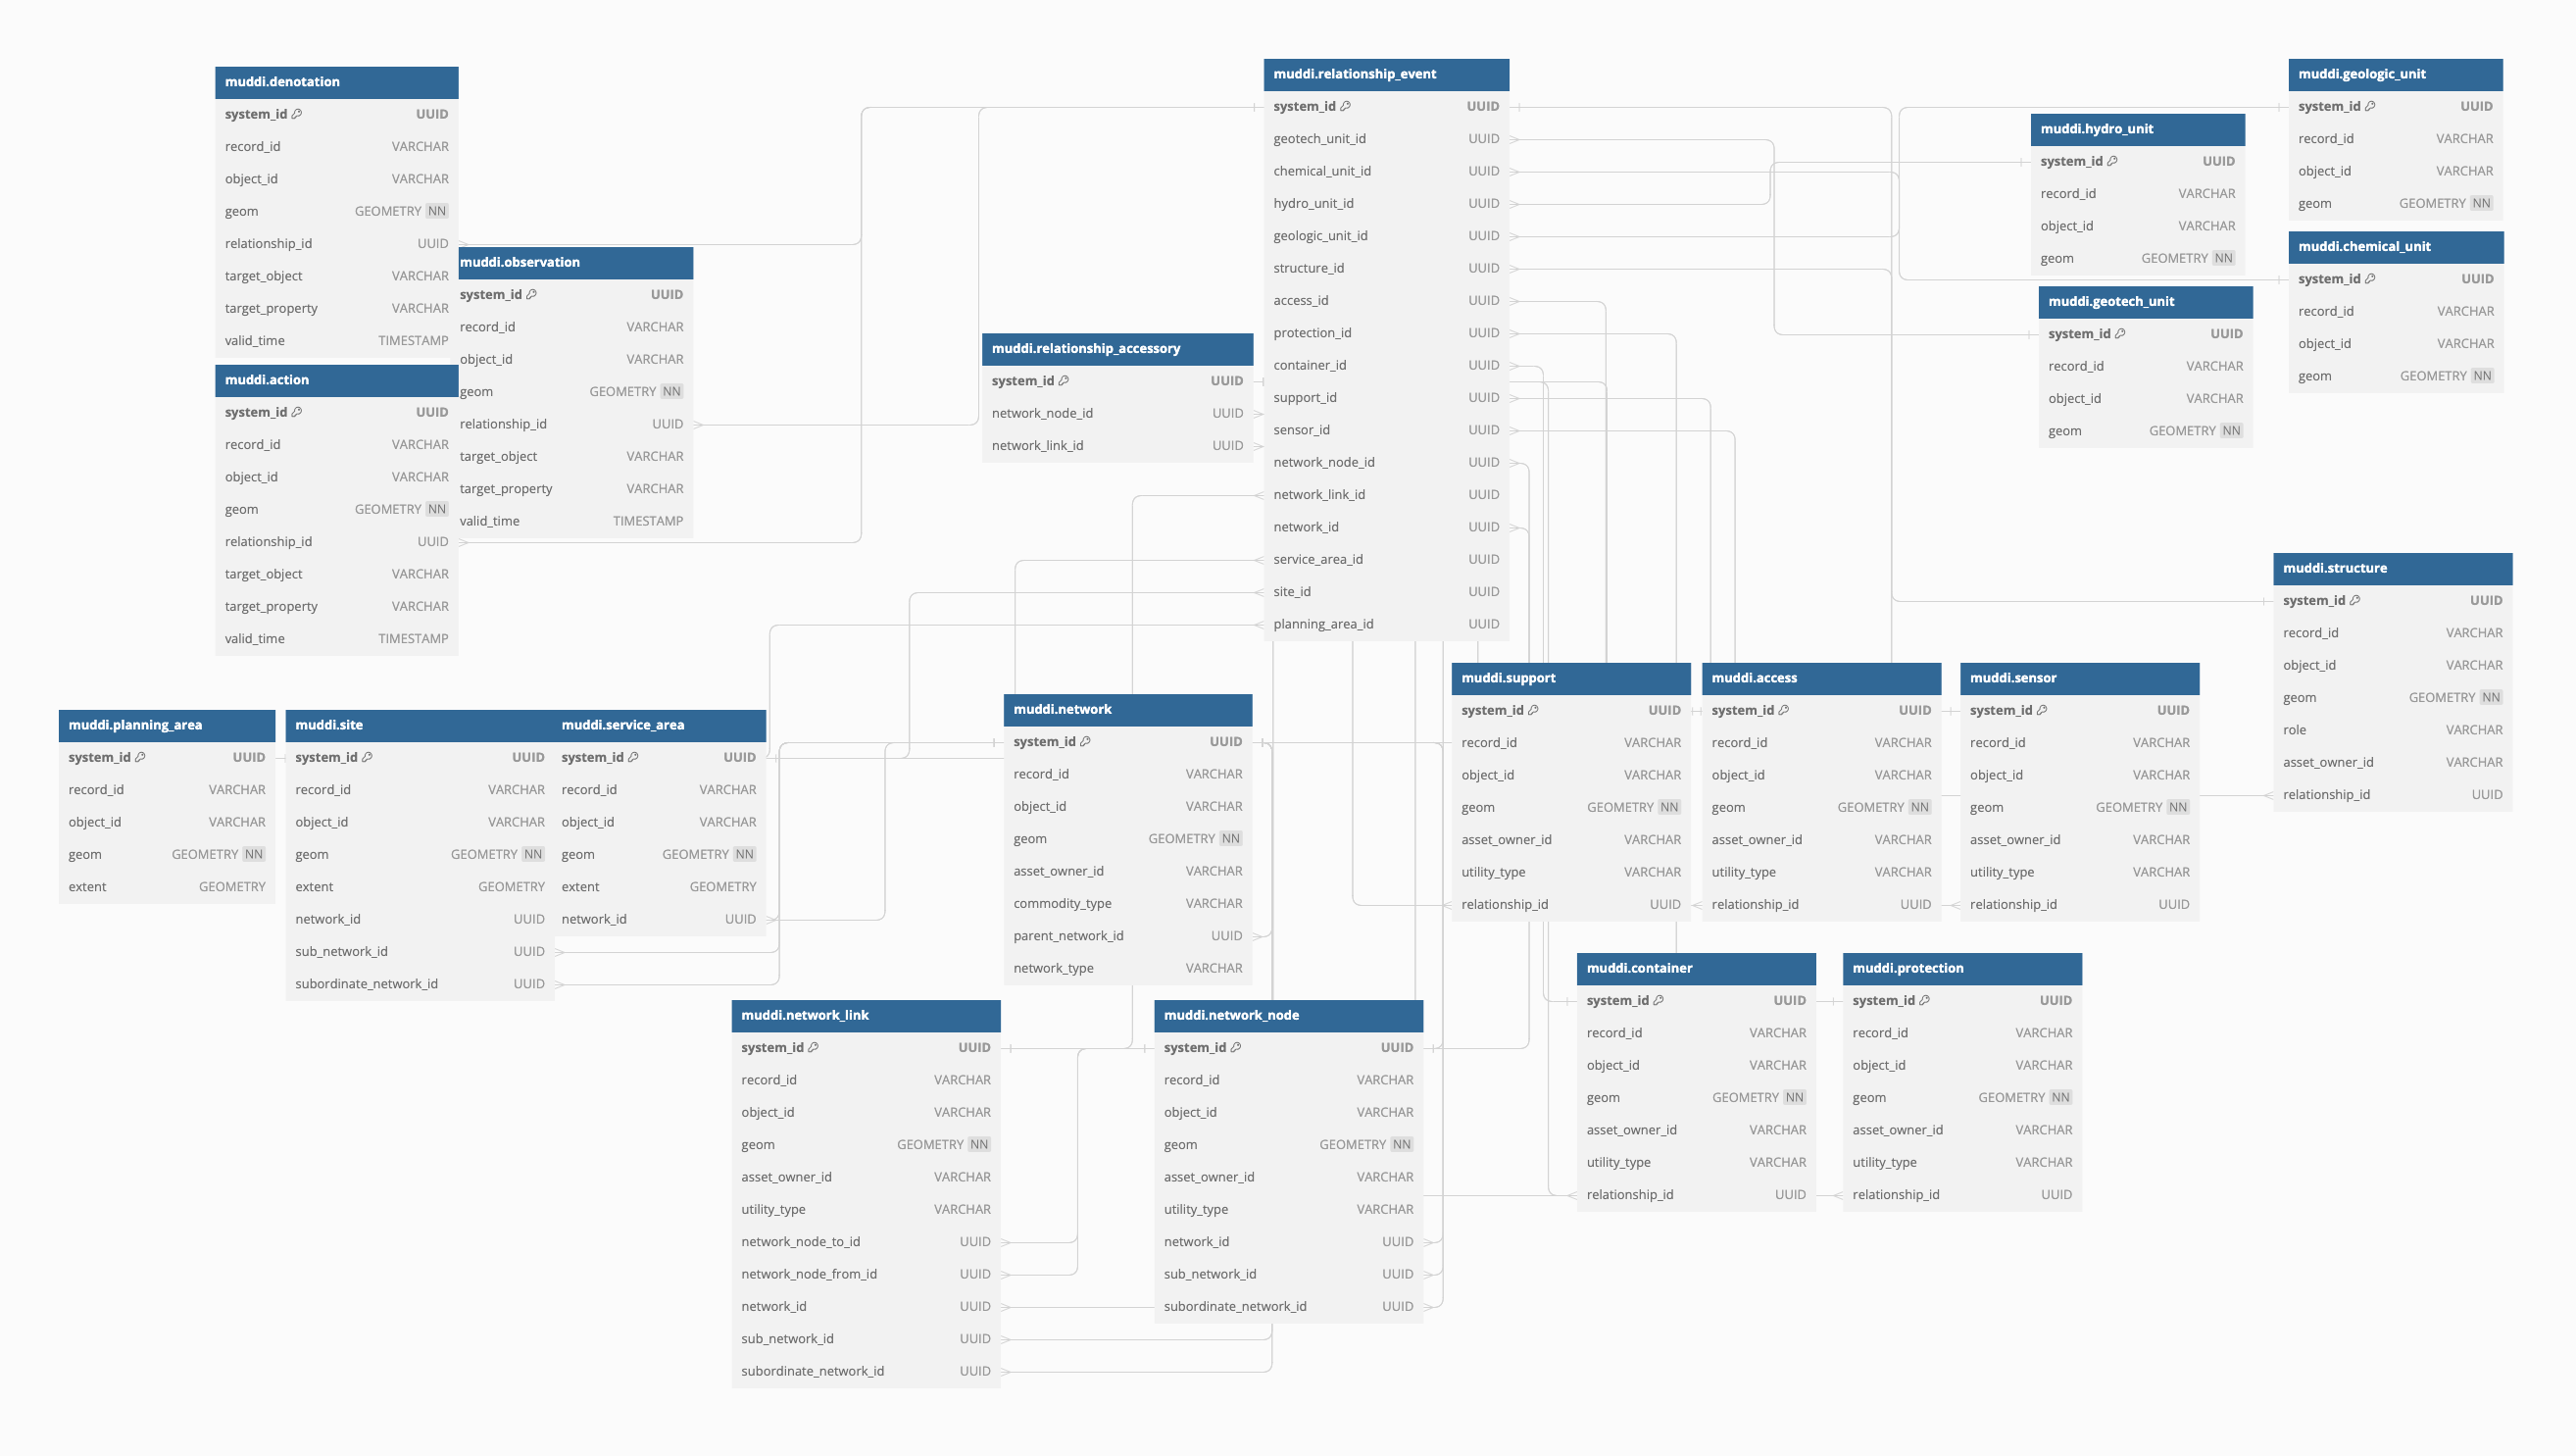 muddi.denotation
system_id UUID
record_id VARCHAR
object_id VARCHAR
geom GEOMETRY NN
relationship_id UUID
target_object VARCHAR
target_property VARCHAR
valid_time TIMESTAMP
muddi.observation
system_id UUID
record_id VARCHAR
object_id VARCHAR
geom GEOMETRY NN
relationship_id UUID
target_object VARCHAR
target_property VARCHAR
valid_time TIMESTAMP
muddi.action
system_id UUID
record_id VARCHAR
object_id VARCHAR
geom GEOMETRY NN
relationship_id UUID
target_object VARCHAR
target_property VARCHAR
valid_time TIMESTAMP
muddi.relationship_accessory
system_id UUID
network_node_id UUID
network_link_id UUID
muddi.relationship_event
system_id UUID
geotech_unit_id UUID
chemical_unit_id UUID
hydro_unit_id UUID
geologic_unit_id UUID
structure_id UUID
access_id UUID
protection_id UUID
container_id UUID
support_id UUID
sensor_id UUID
network_node_id UUID
network_link_id UUID
network_id UUID
service_area_id UUID
site_id UUID
planning_area_id UUID
muddi.hydro_unit
system_id UUID
record_id VARCHAR
object_id VARCHAR
geom GEOMETRY NN
muddi.geologic_unit
system_id UUID
record_id VARCHAR
object_id VARCHAR
geom GEOMETRY NN
muddi.geotech_unit
system_id UUID
record_id VARCHAR
object_id VARCHAR
geom GEOMETRY NN
muddi.chemical_unit
system_id UUID
record_id VARCHAR
object_id VARCHAR
geom GEOMETRY NN
muddi.structure
system_id UUID
record_id VARCHAR
object_id VARCHAR
geom GEOMETRY NN
role VARCHAR
asset_owner_id VARCHAR
relationship_id UUID
muddi.planning_area
system_id UUID
record_id VARCHAR
object_id VARCHAR
geom GEOMETRY NN
extent GEOMETRY
muddi.site
system_id UUID
record_id VARCHAR
object_id VARCHAR
geom GEOMETRY NN
extent GEOMETRY
network_id UUID
sub_network_id UUID
subordinate_network_id UUID
muddi.service_area
system_id UUID
record_id VARCHAR
object_id VARCHAR
geom GEOMETRY NN
extent GEOMETRY
network_id UUID
muddi.network
system_id UUID
record_id VARCHAR
object_id VARCHAR
geom GEOMETRY NN
asset_owner_id VARCHAR
commodity_type VARCHAR
parent_network_id UUID
network_type VARCHAR
muddi.support
system_id UUID
record_id VARCHAR
object_id VARCHAR
geom GEOMETRY NN
asset_owner_id VARCHAR
utility_type VARCHAR
relationship_id UUID
muddi.access
system_id UUID
record_id VARCHAR
object_id VARCHAR
geom GEOMETRY NN
asset_owner_id VARCHAR
utility_type VARCHAR
relationship_id UUID
muddi.sensor
system_id UUID
record_id VARCHAR
object_id VARCHAR
geom GEOMETRY NN
asset_owner_id VARCHAR
utility_type VARCHAR
relationship_id UUID
muddi.network_link
system_id UUID
record_id VARCHAR
object_id VARCHAR
geom GEOMETRY NN
asset_owner_id VARCHAR
utility_type VARCHAR
network_node_to_id UUID
network_node_from_id UUID
network_id UUID
sub_network_id UUID
subordinate_network_id UUID
muddi.network_node
system_id UUID
record_id VARCHAR
object_id VARCHAR
geom GEOMETRY NN
asset_owner_id VARCHAR
utility_type VARCHAR
network_id UUID
sub_network_id UUID
subordinate_network_id UUID
muddi.container
system_id UUID
record_id VARCHAR
object_id VARCHAR
geom GEOMETRY NN
asset_owner_id VARCHAR
utility_type VARCHAR
relationship_id UUID
muddi.protection
system_id UUID
record_id VARCHAR
object_id VARCHAR
geom GEOMETRY NN
asset_owner_id VARCHAR
utility_type VARCHAR
relationship_id UUID